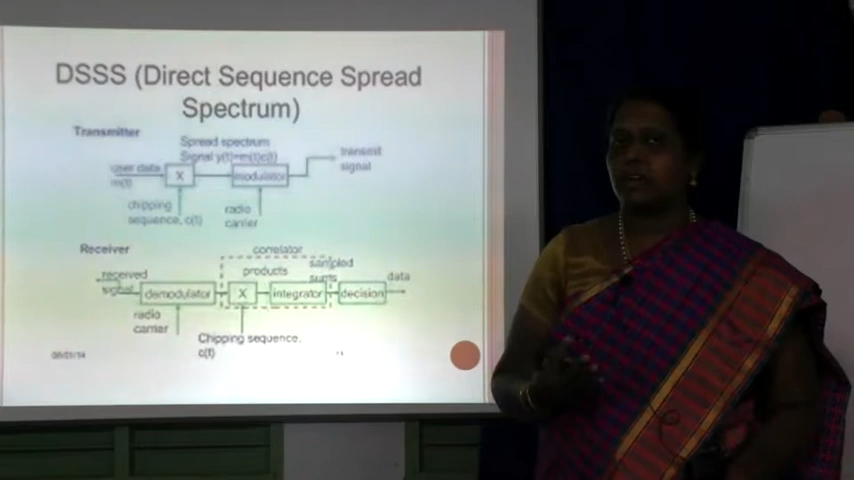 DSSS (Direct Sequence Spread
Spectrum)
Transmitter
Spread spectrum
Signal y(t)=m(t)c(t)
user data
m(t)
X
modulator
transmit
signal
chipping
sequence, c(t)
radio
carrier
Receiver
correlator
products
sampled
sums
received
signal
data
demodulator
X
integrator
decision
radio
carrier
Chipping sequence,
c(t)